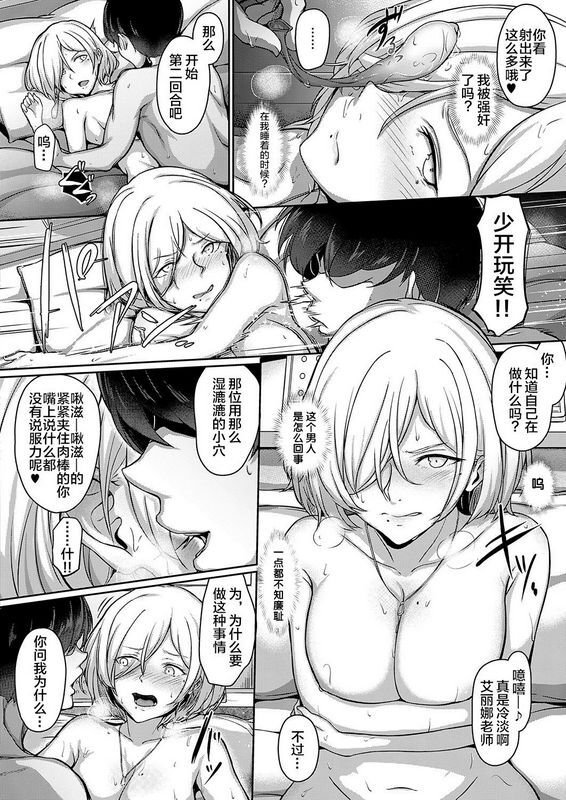 你看
射出来了
这么多哦♥
……
我被强奸
了吗?
在我睡着的时候?
那么
开始
第二回合吧
呜…
少开玩笑!!
你…
知道自己在
做什么吗?
呜
这个男人
是怎么回事
一点都不知廉耻
噫嘻—♪
真是冷淡啊
艾丽娜老师
不过…
那位用那么
湿漉漉的小穴
啾滋—啾滋—的
紧紧夹住肉棒的你
嘴上说什么都
没有说服力呢♥
……什!!
为,为什么要
做这种事情
你问我为什么…